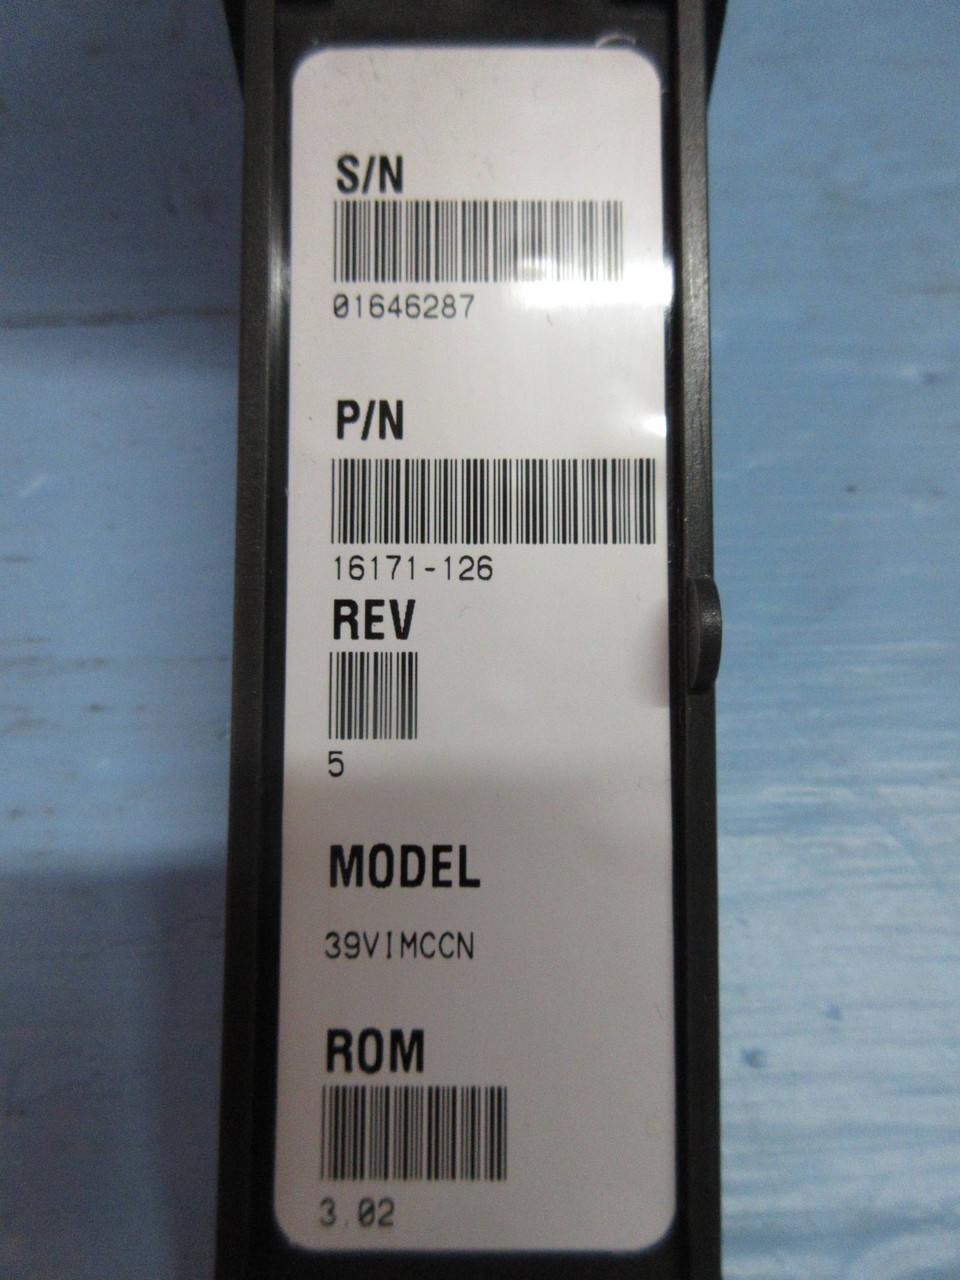 S/N
01646287
P/N
16171-126
REV
5
MODEL
39VIMCCN
ROM
3.02